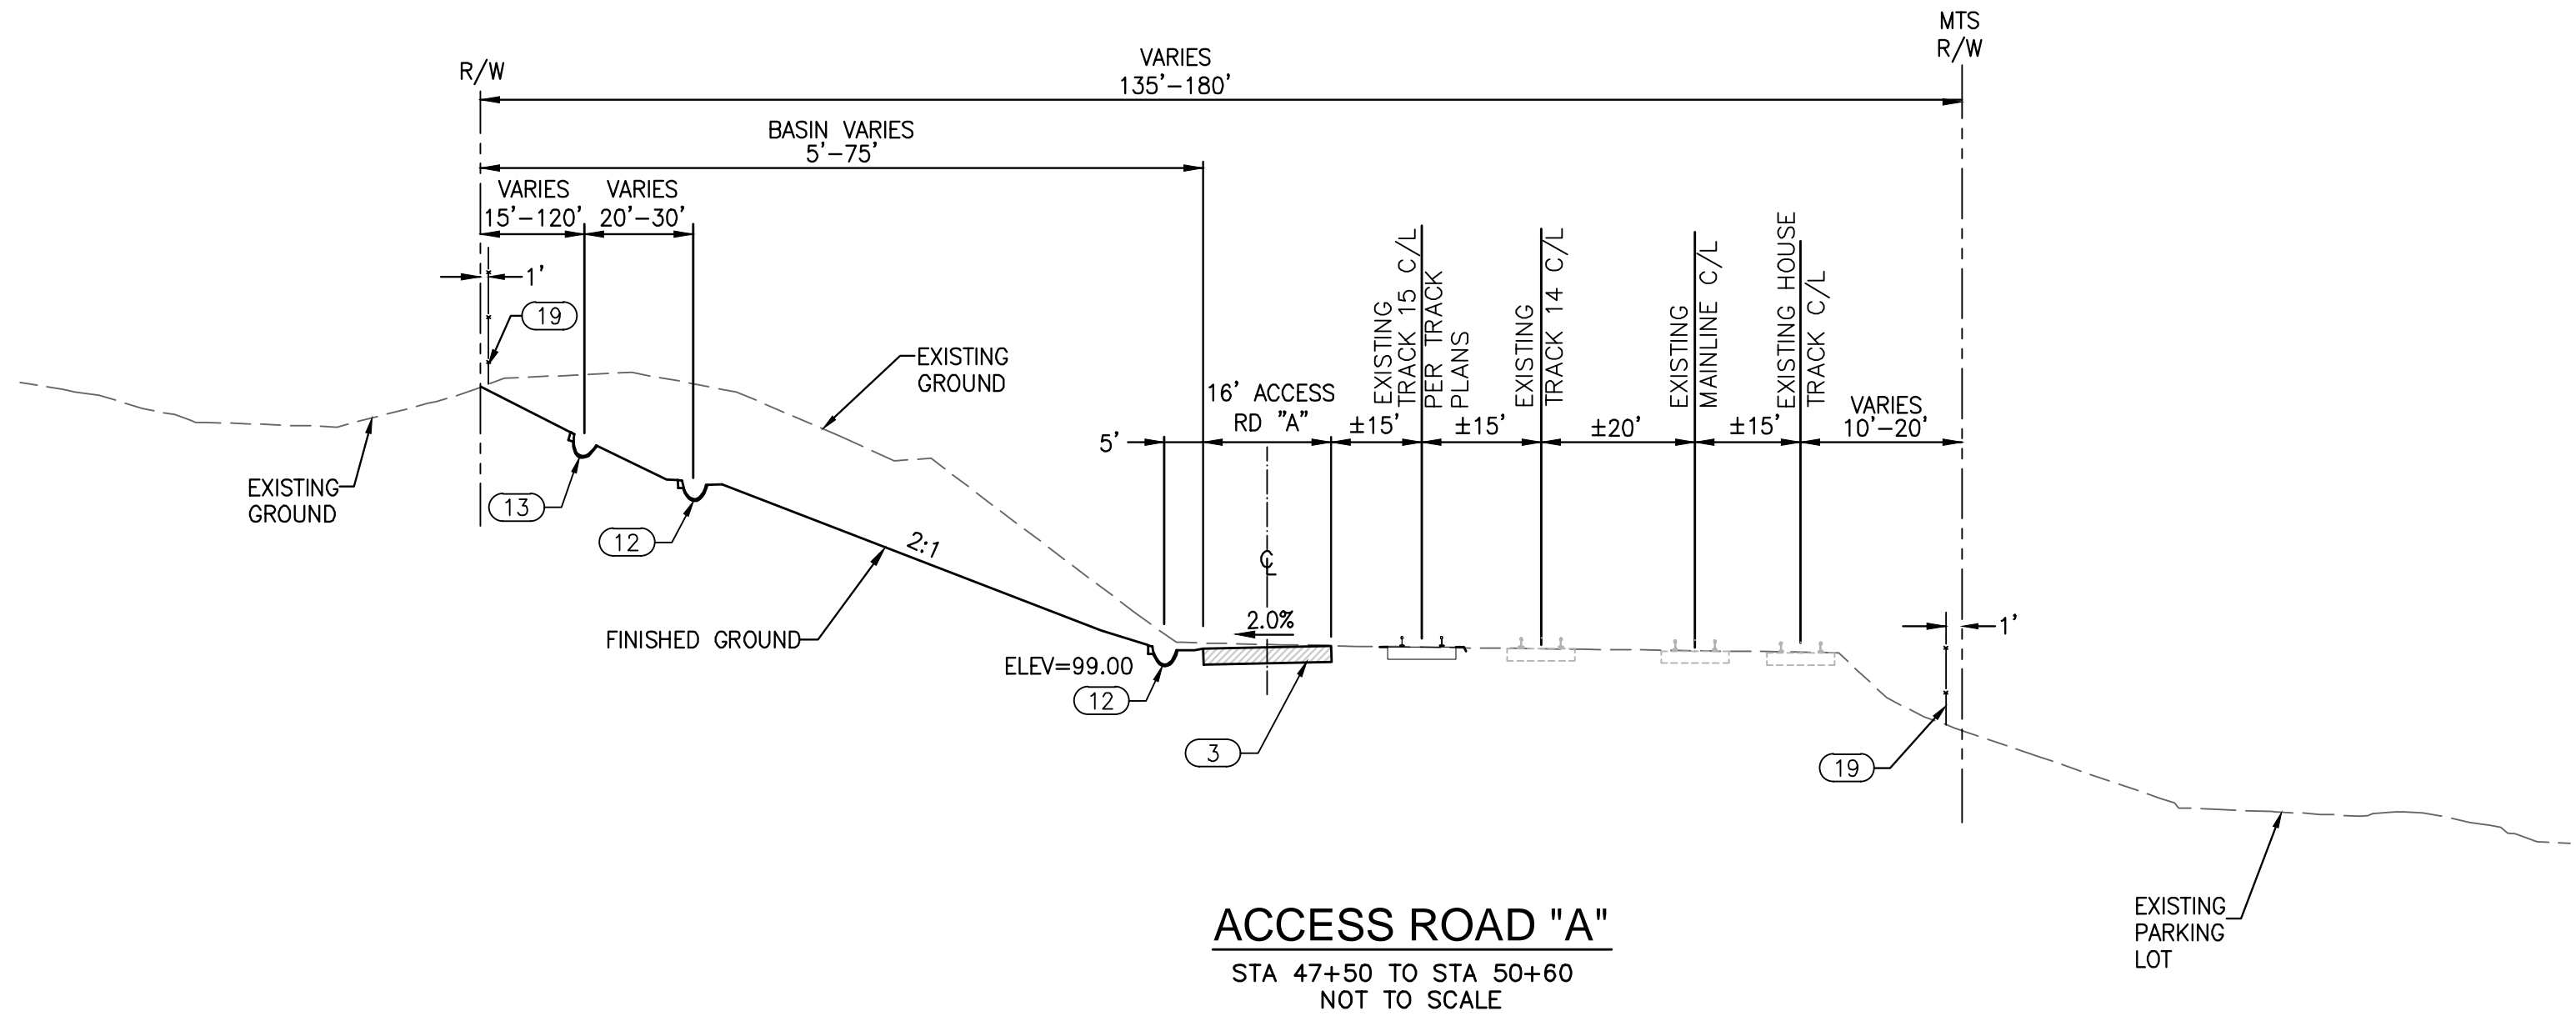 MTS
R/W
R/W
VARIES
135'-180'
BASIN VARIES
5'-75'
VARIES
15'-120'
VARIES
20'-30'
1'
19
EXISTING
GROUND
EXISTING
GROUND
13
12
2:1
FINISHED GROUND
5'
16' ACCESS
RD "A"
±15'
EXISTING
TRACK 15 C/L
PER TRACK
PLANS
±15'
EXISTING
TRACK 14 C/L
±20'
EXISTING
MAINLINE C/L
±15'
EXISTING HOUSE
TRACK C/L
VARIES
10'-20'
CL
2.0%
ELEV=99.00
12
3
1'
19
EXISTING
PARKING
LOT
ACCESS ROAD "A"
STA 47+50 TO STA 50+60
NOT TO SCALE